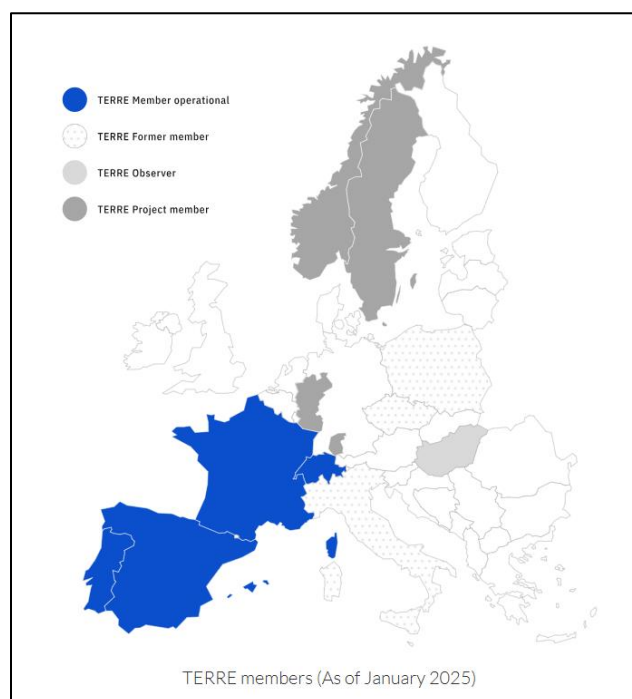 TERRE Member operational
TERRE Former member
TERRE Observer
TERRE Project member
TERRE members (As of January 2025)